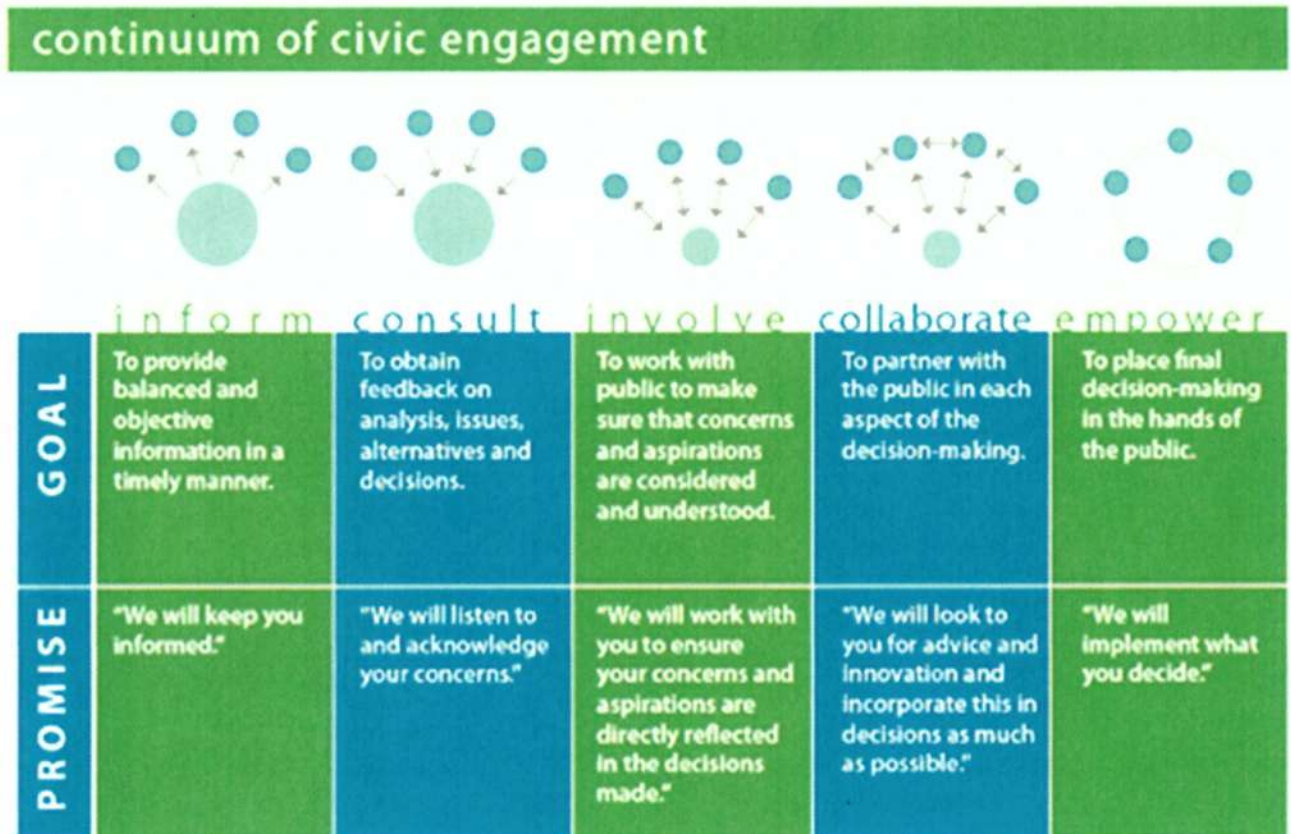 continuum of civic engagement
inform
consult
involve
collaborate
empower
GOAL
To provide
balanced and
objective
information in a
timely manner.
To obtain
feedback on
analysis, issues,
alternatives and
decisions.
To work with
public to make
sure that concerns
and aspirations
are considered
and understood.
To partner with
the public in each
aspect of the
decision-making.
To place final
decision-making
in the hands of
the public.
PROMISE
"We will keep you
informed."
"We will listen to
and acknowledge
your concerns."
"We will work with
you to ensure
your concerns and
aspirations are
directly reflected
in the decisions
made."
"We will look to
you for advice and
innovation and
incorporate this in
decisions as much
as possible."
"We will
implement what
you decide."